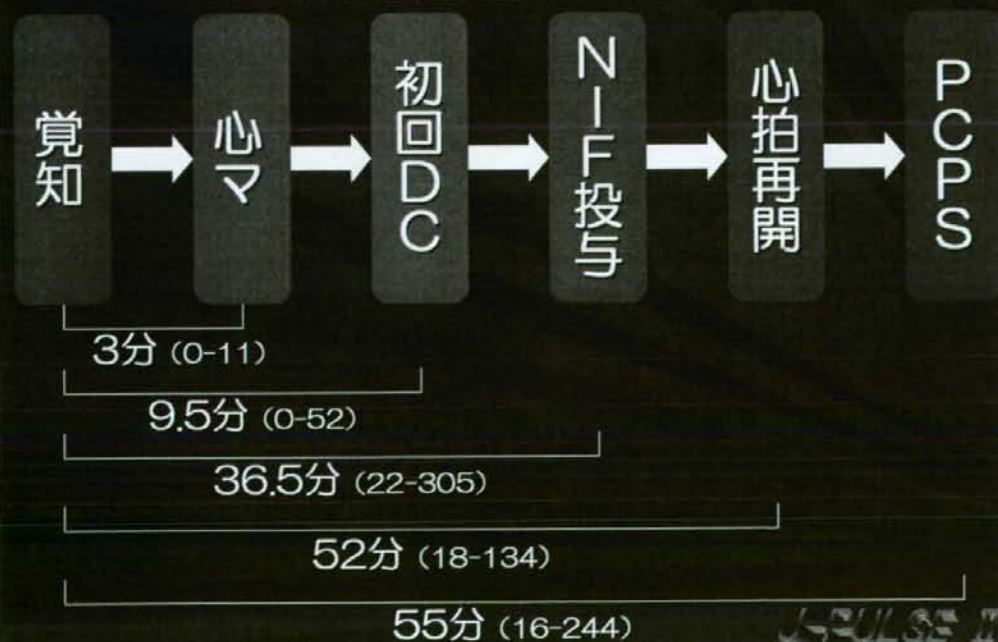 覚知
心マ
初回DC
NIF投与
心拍再開
PCPS
3分 (0-11)
9.5分 (0-52)
36.5分 (22-305)
52分 (18-134)
55分 (16-244)